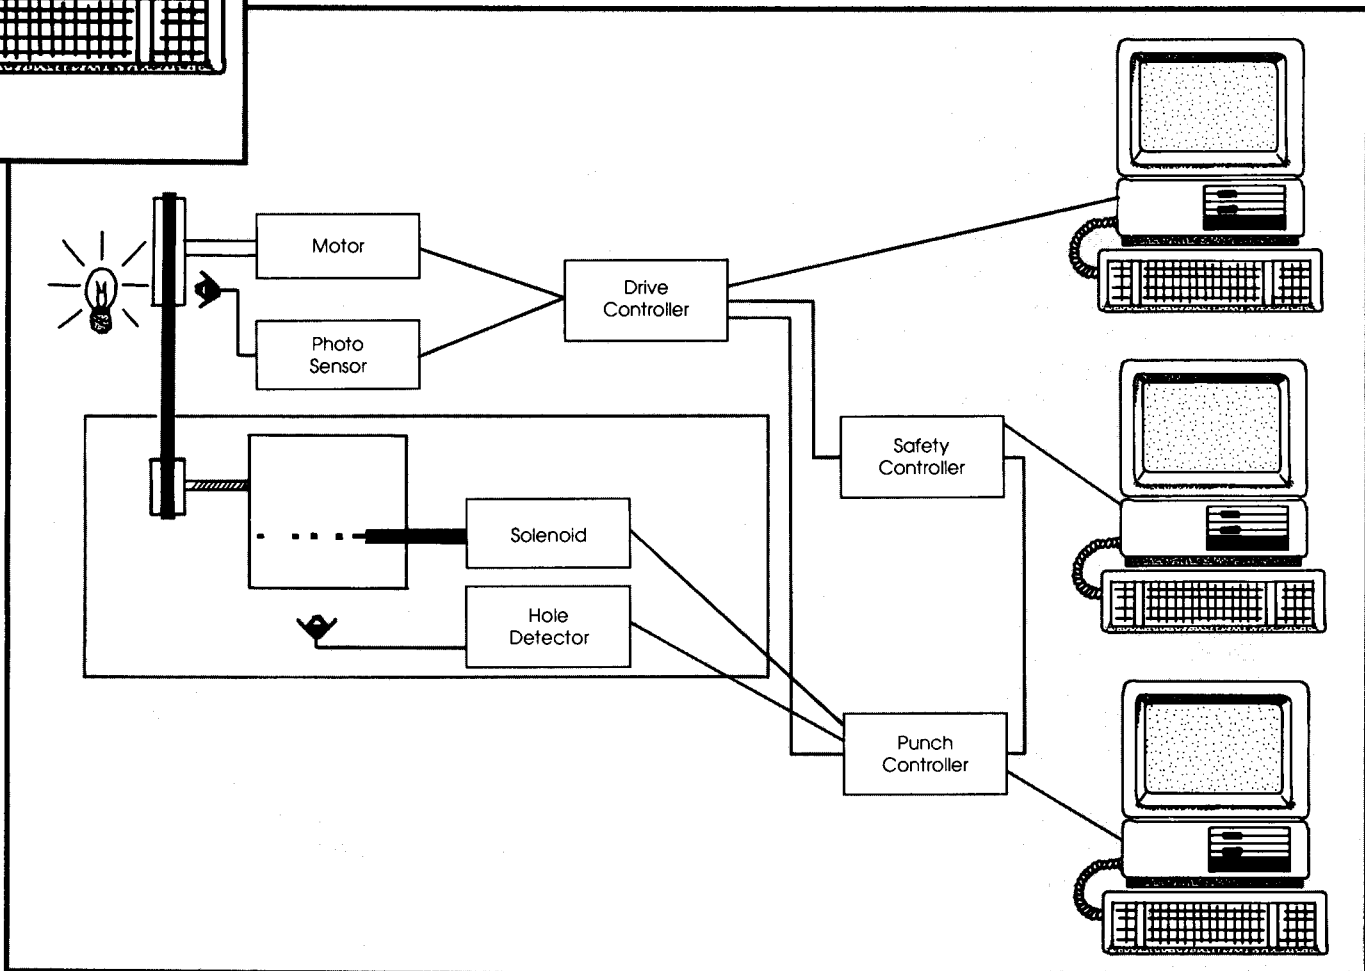 Motor
Drive
Controller
Photo
Sensor
Safety
Controller
Solenoid
Hole
Detector
Punch
Controller